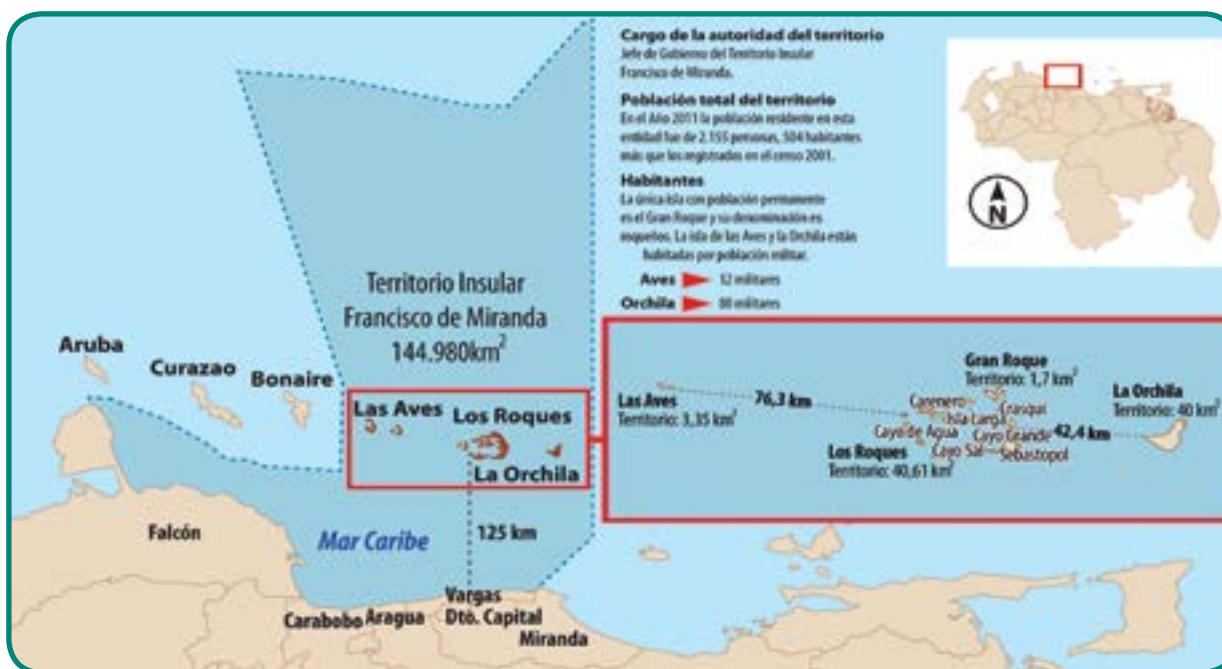 Cargo de la autoridad del territorio
Jefe de Gobierno del Territorio Insular
Francisco de Miranda.
Población total del territorio
En el Año 2011 la población residente en esta
entidad fue de 2.155 personas, 504 habitantes
más que los registrados en el censo 2001.
Habitantes
La única isla con población permanente
es el Gran Roque y su denominación es
roqueños. La isla de las Aves y la Orchila están
habitadas por población militar.
Aves 12 militares
Orchila 88 militares
N
Territorio Insular
Francisco de Miranda
144.980km²
Aruba
Curazao
Bonaire
Las Aves
Los Roques
La Orchila
Las Aves
Territorio: 3,35 km²
76,3 km
Gran Roque
Territorio: 1,7 km²
Carenero
Crasqui
Isla Larga
Cayo de Agua
Cayo Grande
Cayo Sal
Sebastopol
Los Roques
Territorio: 40,61 km²
42,4 km
La Orchila
Territorio: 40 km²
Falcón
Mar Caribe
125 km
Carabobo
Aragua
Vargas
Dto. Capital
Miranda